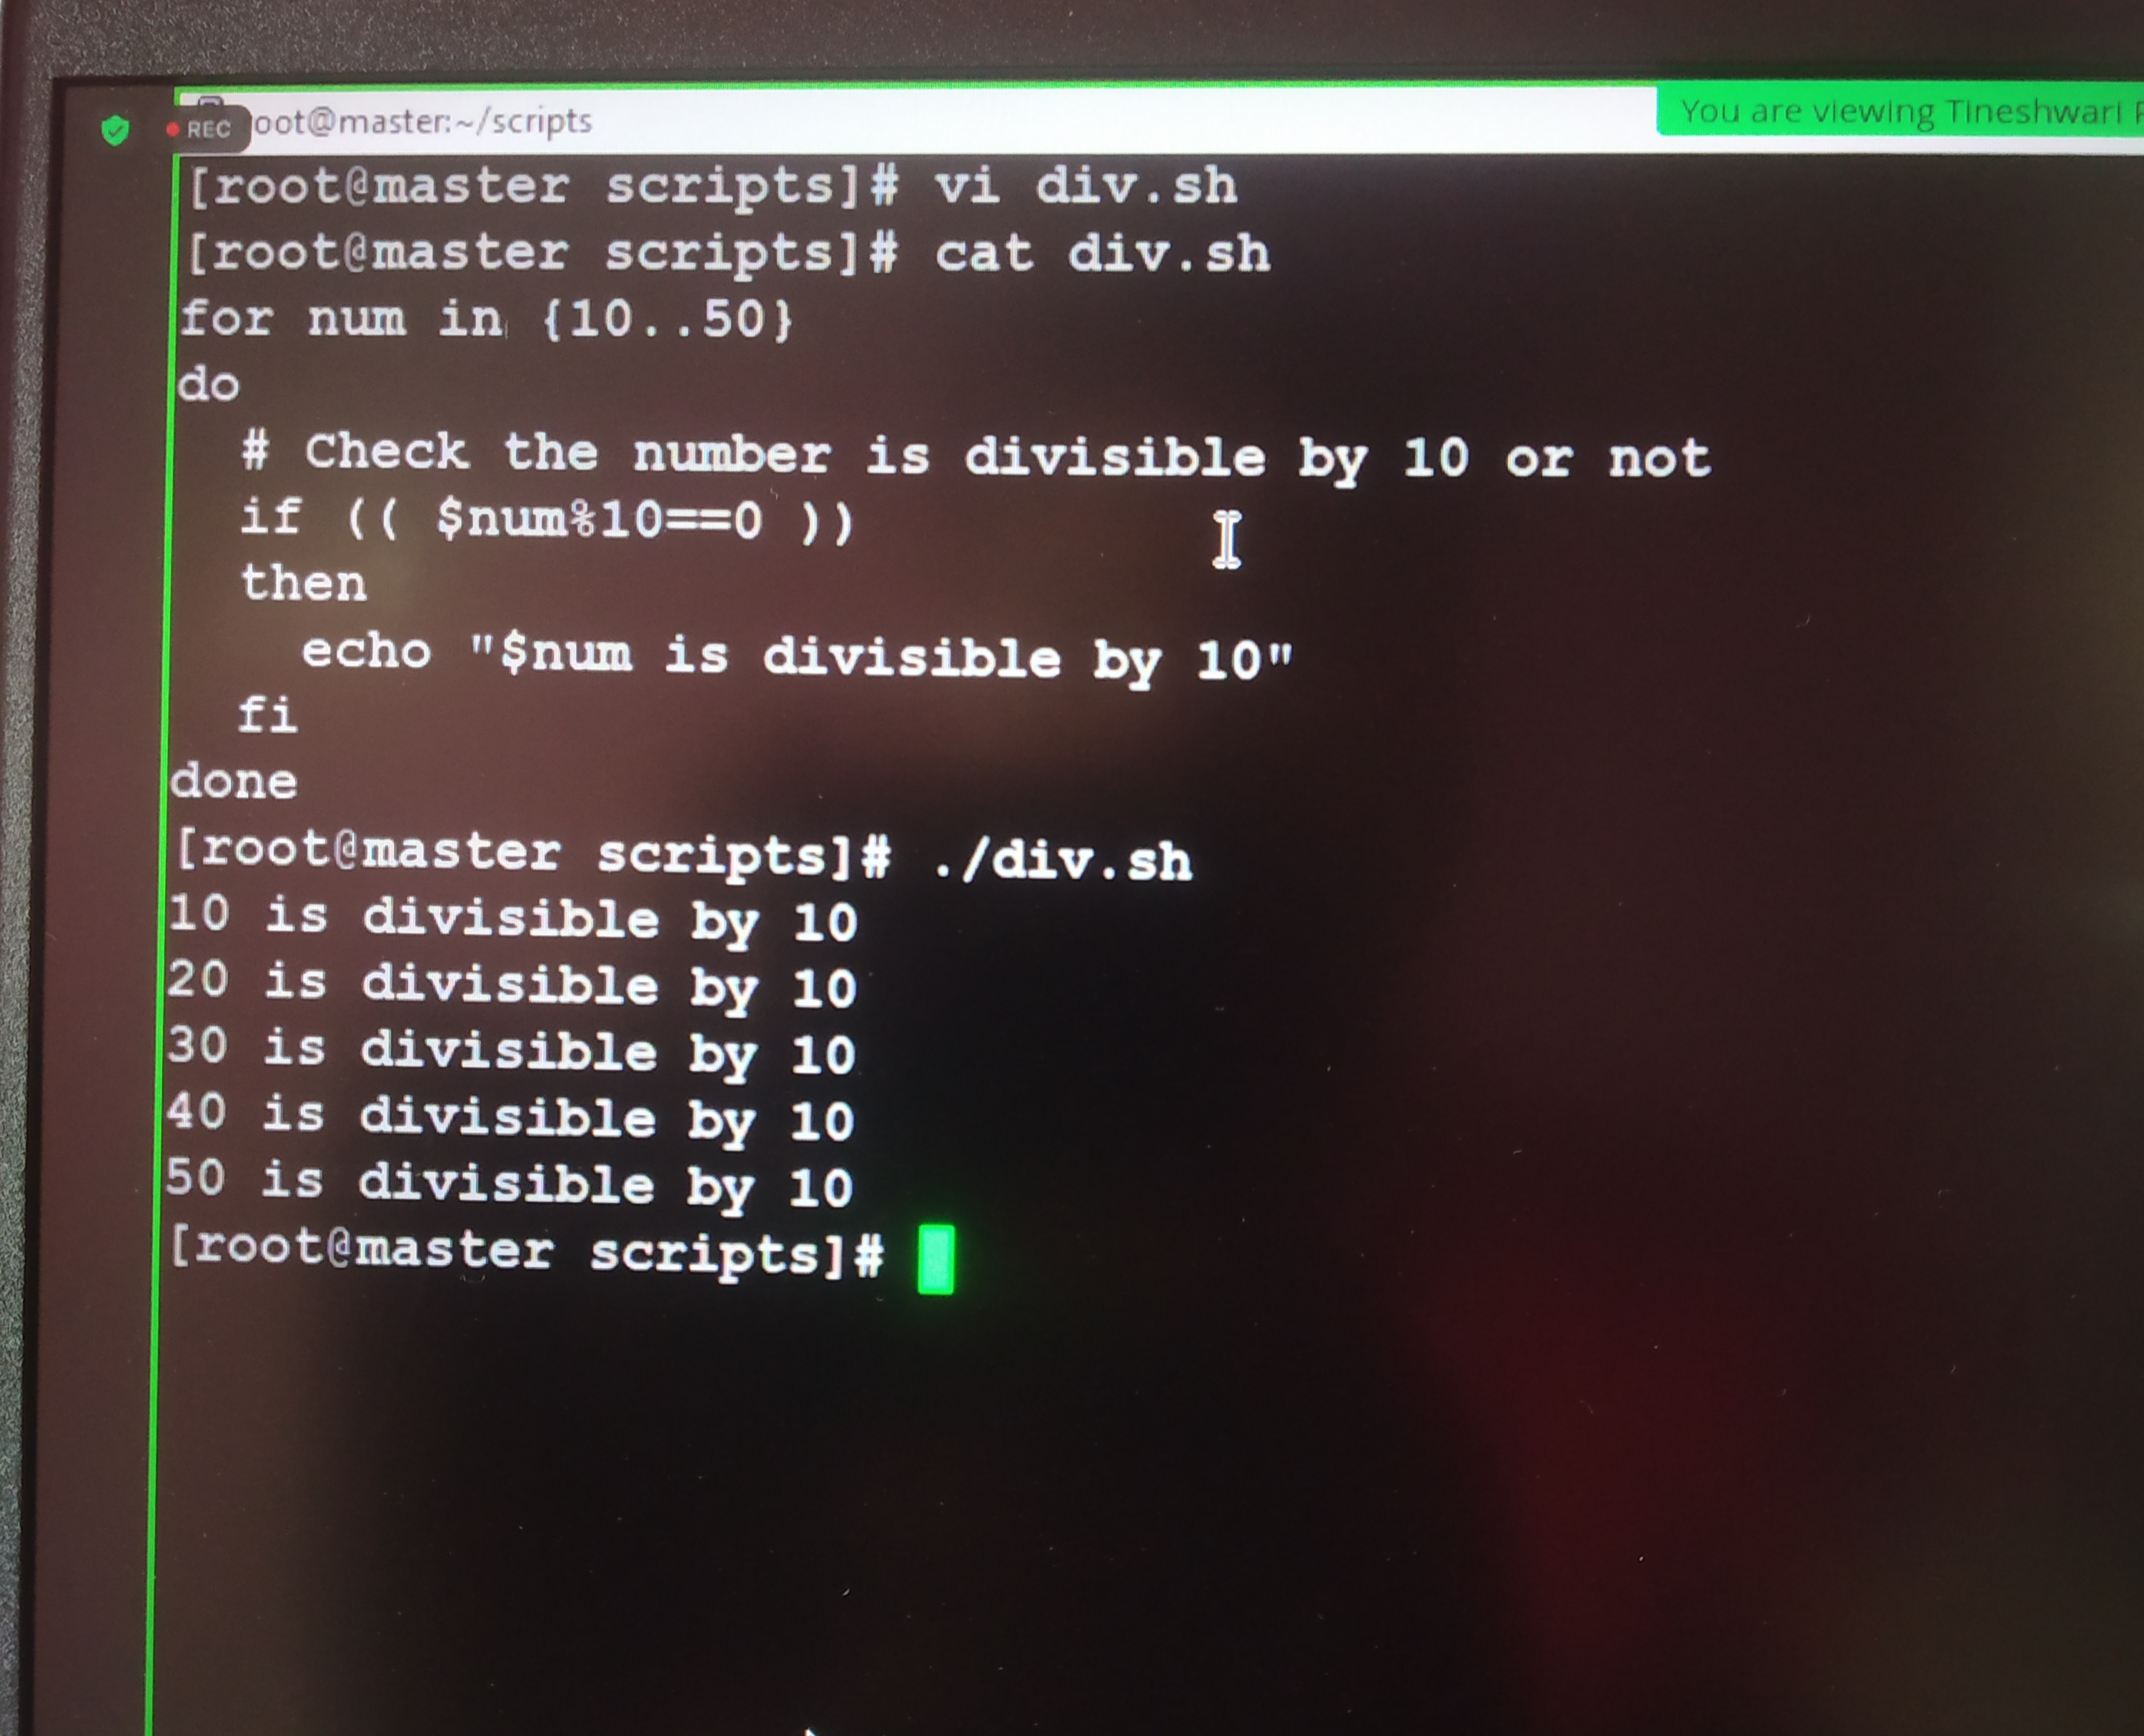 REC oot@master:~/scripts
You are viewing Tineshwari
[root@master scripts]# vi div.sh
[root@master scripts]# cat div.sh
for num in {10..50}
do
  # Check the number is divisible by 10 or not
  if (( $num%10==0 ))
  then
    echo "$num is divisible by 10"
  fi
done
[root@master scripts]# ./div.sh
10 is divisible by 10
20 is divisible by 10
30 is divisible by 10
40 is divisible by 10
50 is divisible by 10
[root@master scripts]#